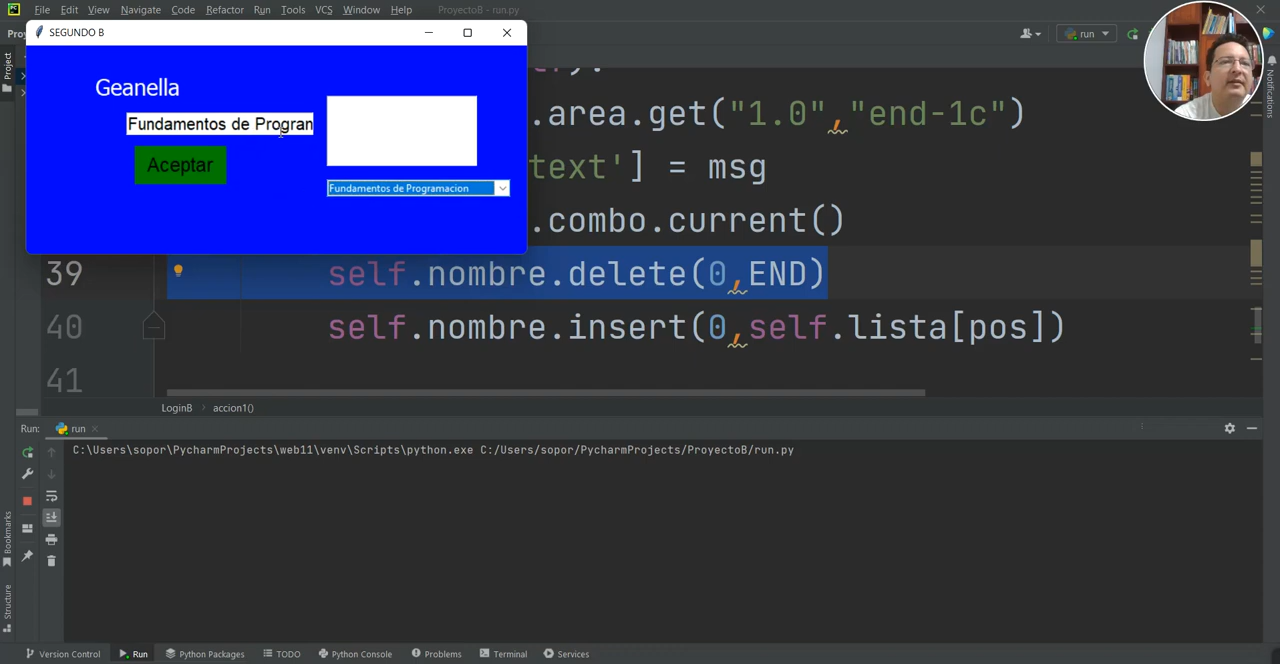 File Edit View Navigate Code Refactor Run Tools VCS Window Help ProyectoB - run.py
SEGUNDO B
run
Geanella
Fundamentos de Progran
Aceptar
Fundamentos de Programacion
.area.get("1.0","end-1c")
text'] = msg
.combo.current()
39 self.nombre.delete(0,END)
40 self.nombre.insert(0,self.lista[pos])
41
LoginB > accion1()
Run: run
C:\Users\sopor\PycharmProjects\web11\venv\Scripts\python.exe C:/Users/sopor/PycharmProjects/ProyectoB/run.py
Project
Bookmarks
Structure
Notifications
Version Control Run Python Packages TODO Python Console Problems Terminal Services